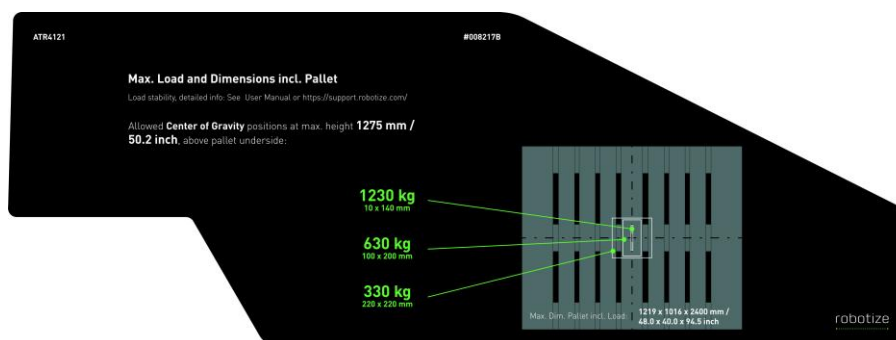 ATR4121
#008217B
Max. Load and Dimensions incl. Pallet
Load stability, detailed info: See User Manual or https://support.robotize.com/
Allowed Center of Gravity positions at max. height 1275 mm /
50.2 inch, above pallet underside:
1230 kg
10 x 140 mm
630 kg
100 x 200 mm
330 kg
220 x 220 mm
Max. Dim. Pallet incl. Load: 1219 x 1016 x 2400 mm /
48.0 x 40.0 x 94.5 inch
robotize